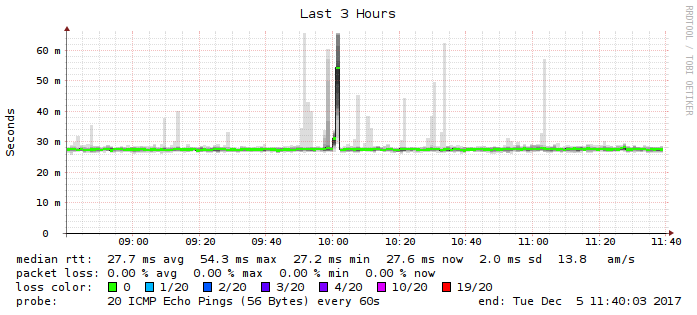 Last 3 Hours
RRDTOOL / TOBI OETIKER
Seconds
60 m
50 m
40 m
30 m
20 m
10 m
0
09:00 09:20 09:40 10:00 10:20 10:40 11:00 11:20 11:40
median rtt: 27.7 ms avg 54.3 ms max 27.2 ms min 27.6 ms now 2.0 ms sd 13.8 am/s
packet loss: 0.00 % avg 0.00 % max 0.00 % min 0.00 % now
loss color: 0 1/20 2/20 3/20 4/20 10/20 19/20
probe: 20 ICMP Echo Pings (56 Bytes) every 60s end: Tue Dec 5 11:40:03 2017